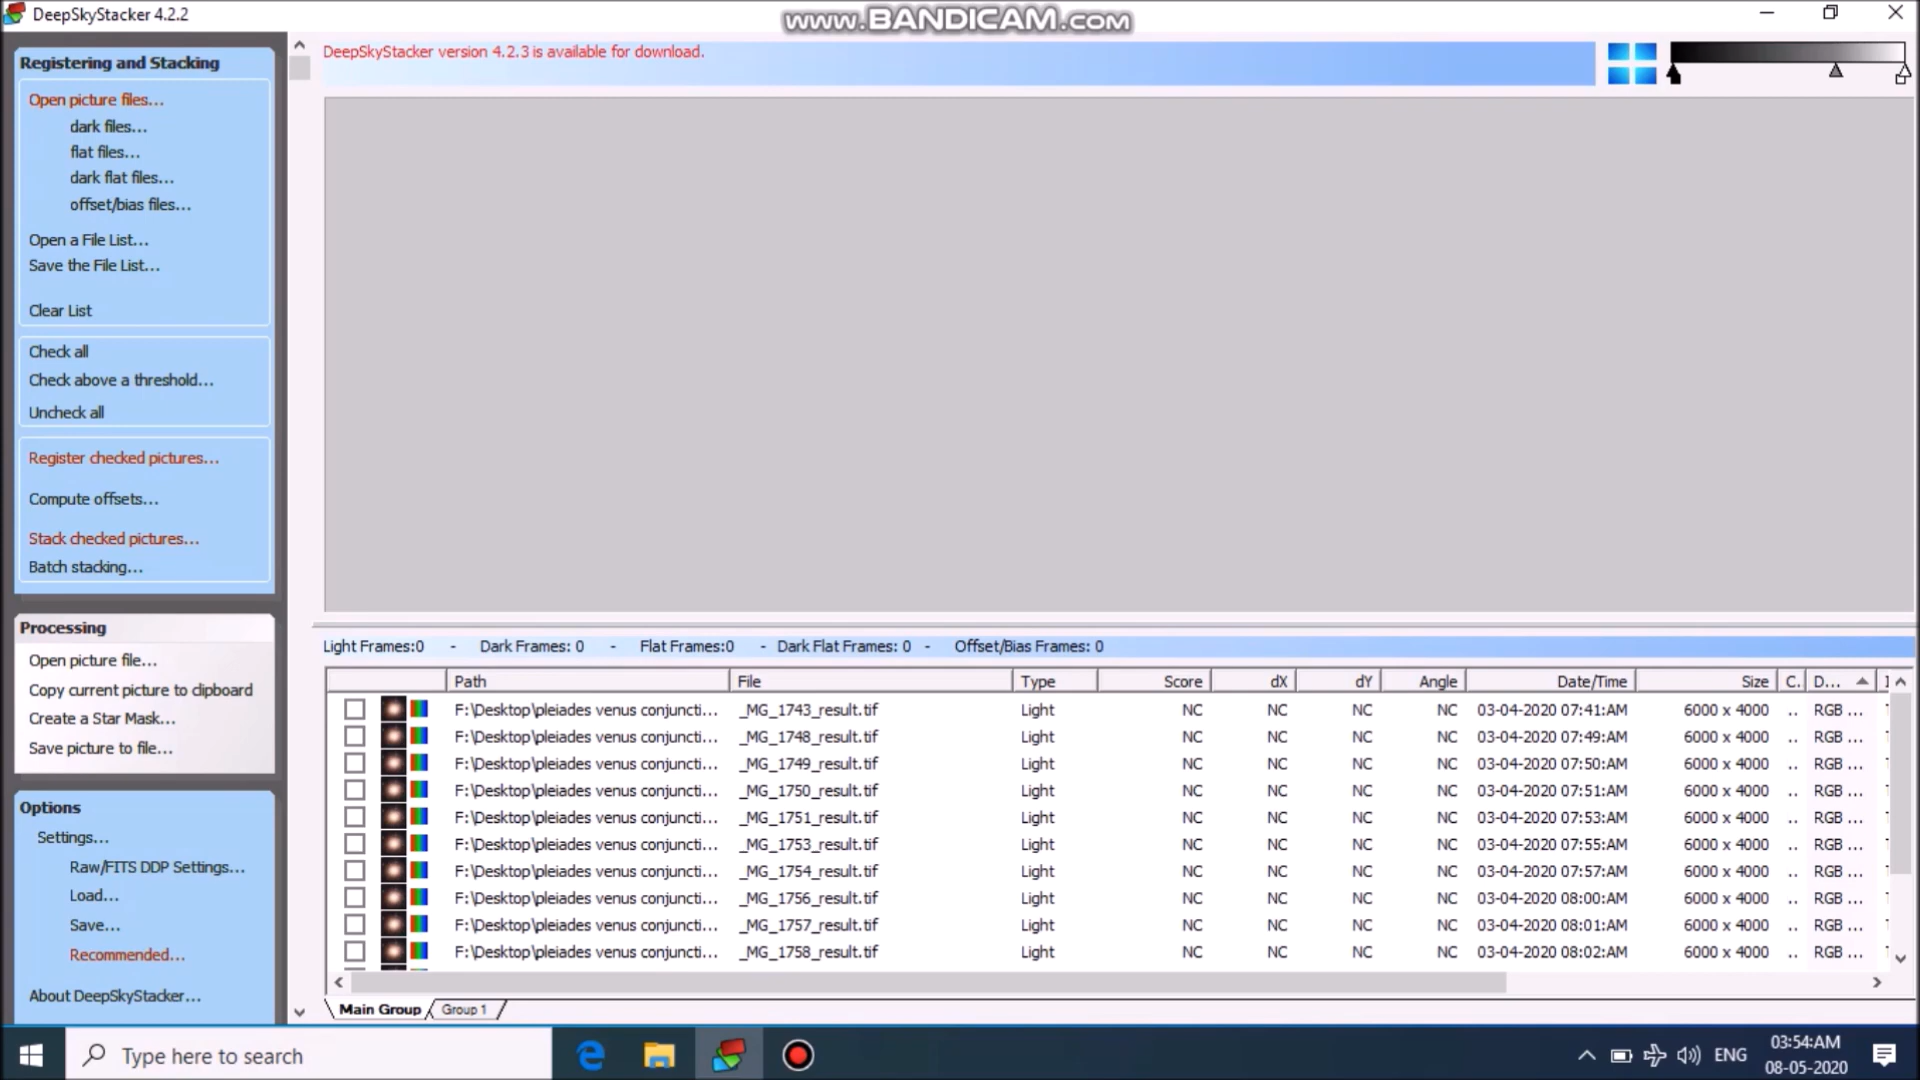 DeepSkyStacker 4.2.2
www.BANDICAM.com
Registering and Stacking
Open picture files...
dark files...
flat files...
dark flat files...
offset/bias files...
Open a File List...
Save the File List...
Clear List
Check all
Check above a threshold...
Uncheck all
Register checked pictures...
Compute offsets...
Stack checked pictures...
Batch stacking...
Processing
Open picture file...
Copy current picture to clipboard
Create a Star Mask...
Save picture to file...
Options
Settings...
Raw/FITS DDP Settings...
Load...
Save...
Recommended...
About DeepSkyStacker...
DeepSkyStacker version 4.2.3 is available for download.
Light Frames:0 - Dark Frames: 0 - Flat Frames:0 - Dark Flat Frames: 0 - Offset/Bias Frames: 0
Path File Type Score dX dY Angle Date/Time Size C. D...
F:\Desktop\pleiades venus conjuncti... _MG_1743_result.tif Light NC NC NC NC 03-04-2020 07:41:AM 6000 x 4000 .. RGB ...
F:\Desktop\pleiades venus conjuncti... _MG_1748_result.tif Light NC NC NC NC 03-04-2020 07:49:AM 6000 x 4000 .. RGB ...
F:\Desktop\pleiades venus conjuncti... _MG_1749_result.tif Light NC NC NC NC 03-04-2020 07:50:AM 6000 x 4000 .. RGB ...
F:\Desktop\pleiades venus conjuncti... _MG_1750_result.tif Light NC NC NC NC 03-04-2020 07:51:AM 6000 x 4000 .. RGB ...
F:\Desktop\pleiades venus conjuncti... _MG_1751_result.tif Light NC NC NC NC 03-04-2020 07:53:AM 6000 x 4000 .. RGB ...
F:\Desktop\pleiades venus conjuncti... _MG_1753_result.tif Light NC NC NC NC 03-04-2020 07:55:AM 6000 x 4000 .. RGB ...
F:\Desktop\pleiades venus conjuncti... _MG_1754_result.tif Light NC NC NC NC 03-04-2020 07:57:AM 6000 x 4000 .. RGB ...
F:\Desktop\pleiades venus conjuncti... _MG_1756_result.tif Light NC NC NC NC 03-04-2020 08:00:AM 6000 x 4000 .. RGB ...
F:\Desktop\pleiades venus conjuncti... _MG_1757_result.tif Light NC NC NC NC 03-04-2020 08:01:AM 6000 x 4000 .. RGB ...
F:\Desktop\pleiades venus conjuncti... _MG_1758_result.tif Light NC NC NC NC 03-04-2020 08:02:AM 6000 x 4000 .. RGB ...
Main Group Group 1
Type here to search
ENG
03:54:AM
08-05-2020